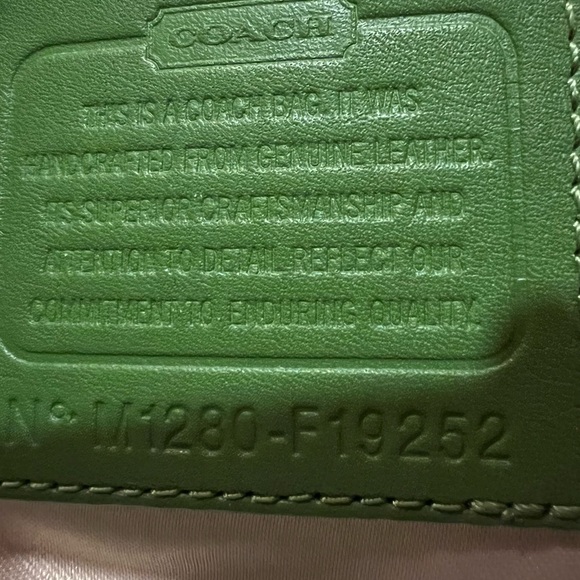 COACH
THIS IS A COACH BAG. IT WAS
HANDCRAFTED FROM GENUINE LEATHER.
ITS SUPERIOR CRAFTSMANSHIP AND
ATTENTION TO DETAIL REFLECT OUR
COMMITMENT TO ENDURING QUALITY.
Nº M1280-F19252